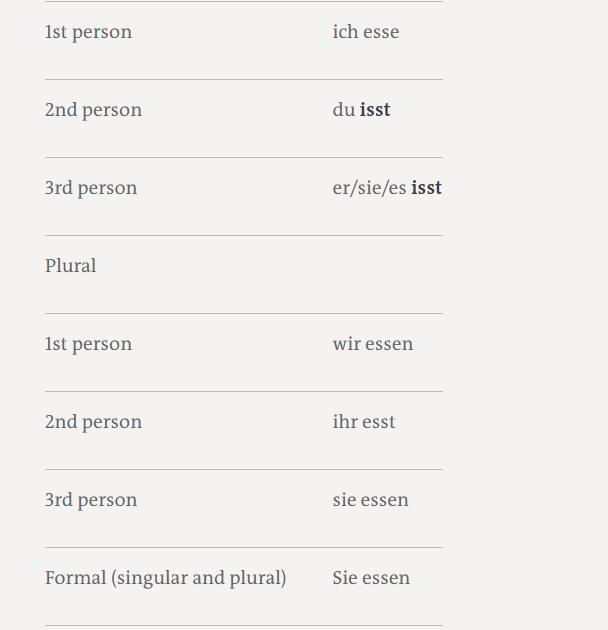 1st person ich esse
2nd person du isst
3rd person er/sie/es isst
Plural
1st person wir essen
2nd person ihr esst
3rd person sie essen
Formal (singular and plural) Sie essen